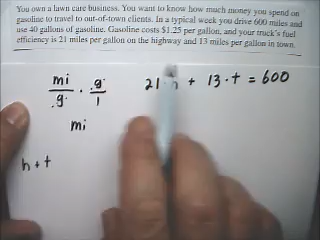 You own a lawn care business. You want to know how much money you spend on
gasoline to travel to out-of-town clients. In a typical week you drive 600 miles and
use 40 gallons of gasoline. Gasoline costs $1.25 per gallon, and your truck's fuel
efficiency is 21 miles per gallon on the highway and 13 miles per gallon in town.
mi/g. · g./1
21·h + 13·t = 600
mi
h + t